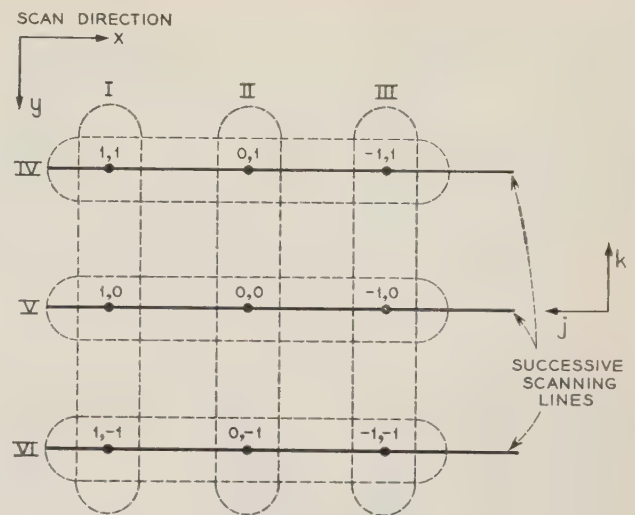 SCAN DIRECTION
x
y
I II III
IV 1,1 0,1 -1,1
k
V 1,0 0,0 -1,0
j
SUCCESSIVE
SCANNING
LINES
VI 1,-1 0,-1 -1,-1